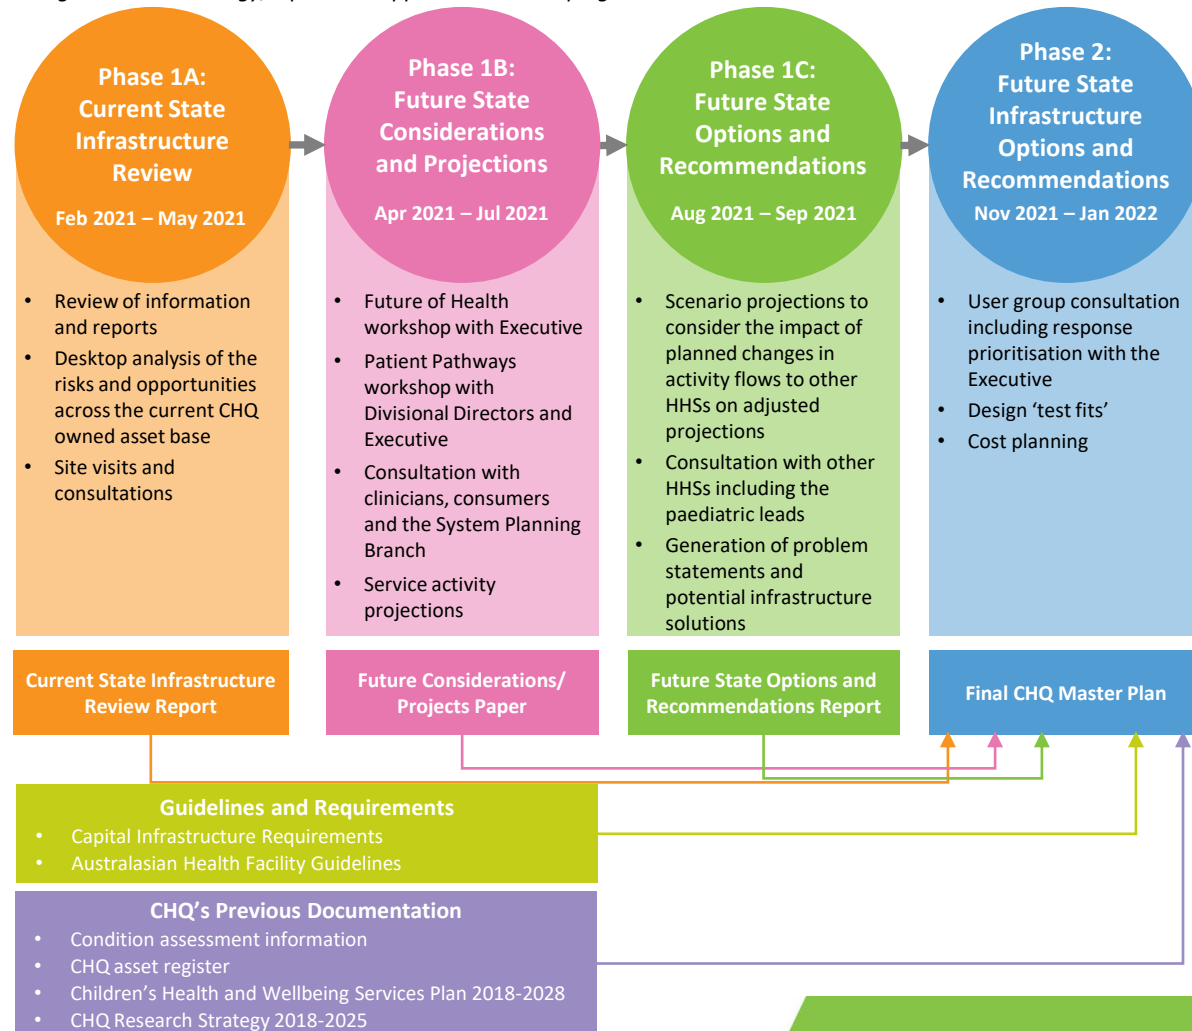 Phase 1A:
Current State
Infrastructure
Review
Feb 2021 – May 2021
Phase 1B:
Future State
Considerations
and Projections
Apr 2021 – Jul 2021
Phase 1C:
Future State
Options and
Recommendations
Aug 2021 – Sep 2021
Phase 2:
Future State
Infrastructure
Options and
Recommendations
Nov 2021 – Jan 2022
• Review of information
and reports
• Desktop analysis of the
risks and opportunities
across the current CHQ
owned asset base
• Site visits and
consultations
• Future of Health
workshop with Executive
• Patient Pathways
workshop with
Divisional Directors and
Executive
• Consultation with
clinicians, consumers
and the System Planning
Branch
• Service activity
projections
• Scenario projections to
consider the impact of
planned changes in
activity flows to other
HHSs on adjusted
projections
• Consultation with other
HHSs including the
paediatric leads
• Generation of problem
statements and
potential infrastructure
solutions
• User group consultation
including response
prioritisation with the
Executive
• Design ‘test fits’
• Cost planning
Current State Infrastructure
Review Report
Future Considerations/
Projects Paper
Future State Options and
Recommendations Report
Final CHQ Master Plan
Guidelines and Requirements
• Capital Infrastructure Requirements
• Australasian Health Facility Guidelines
CHQ’s Previous Documentation
• Condition assessment information
• CHQ asset register
• Children’s Health and Wellbeing Services Plan 2018-2028
• CHQ Research Strategy 2018-2025